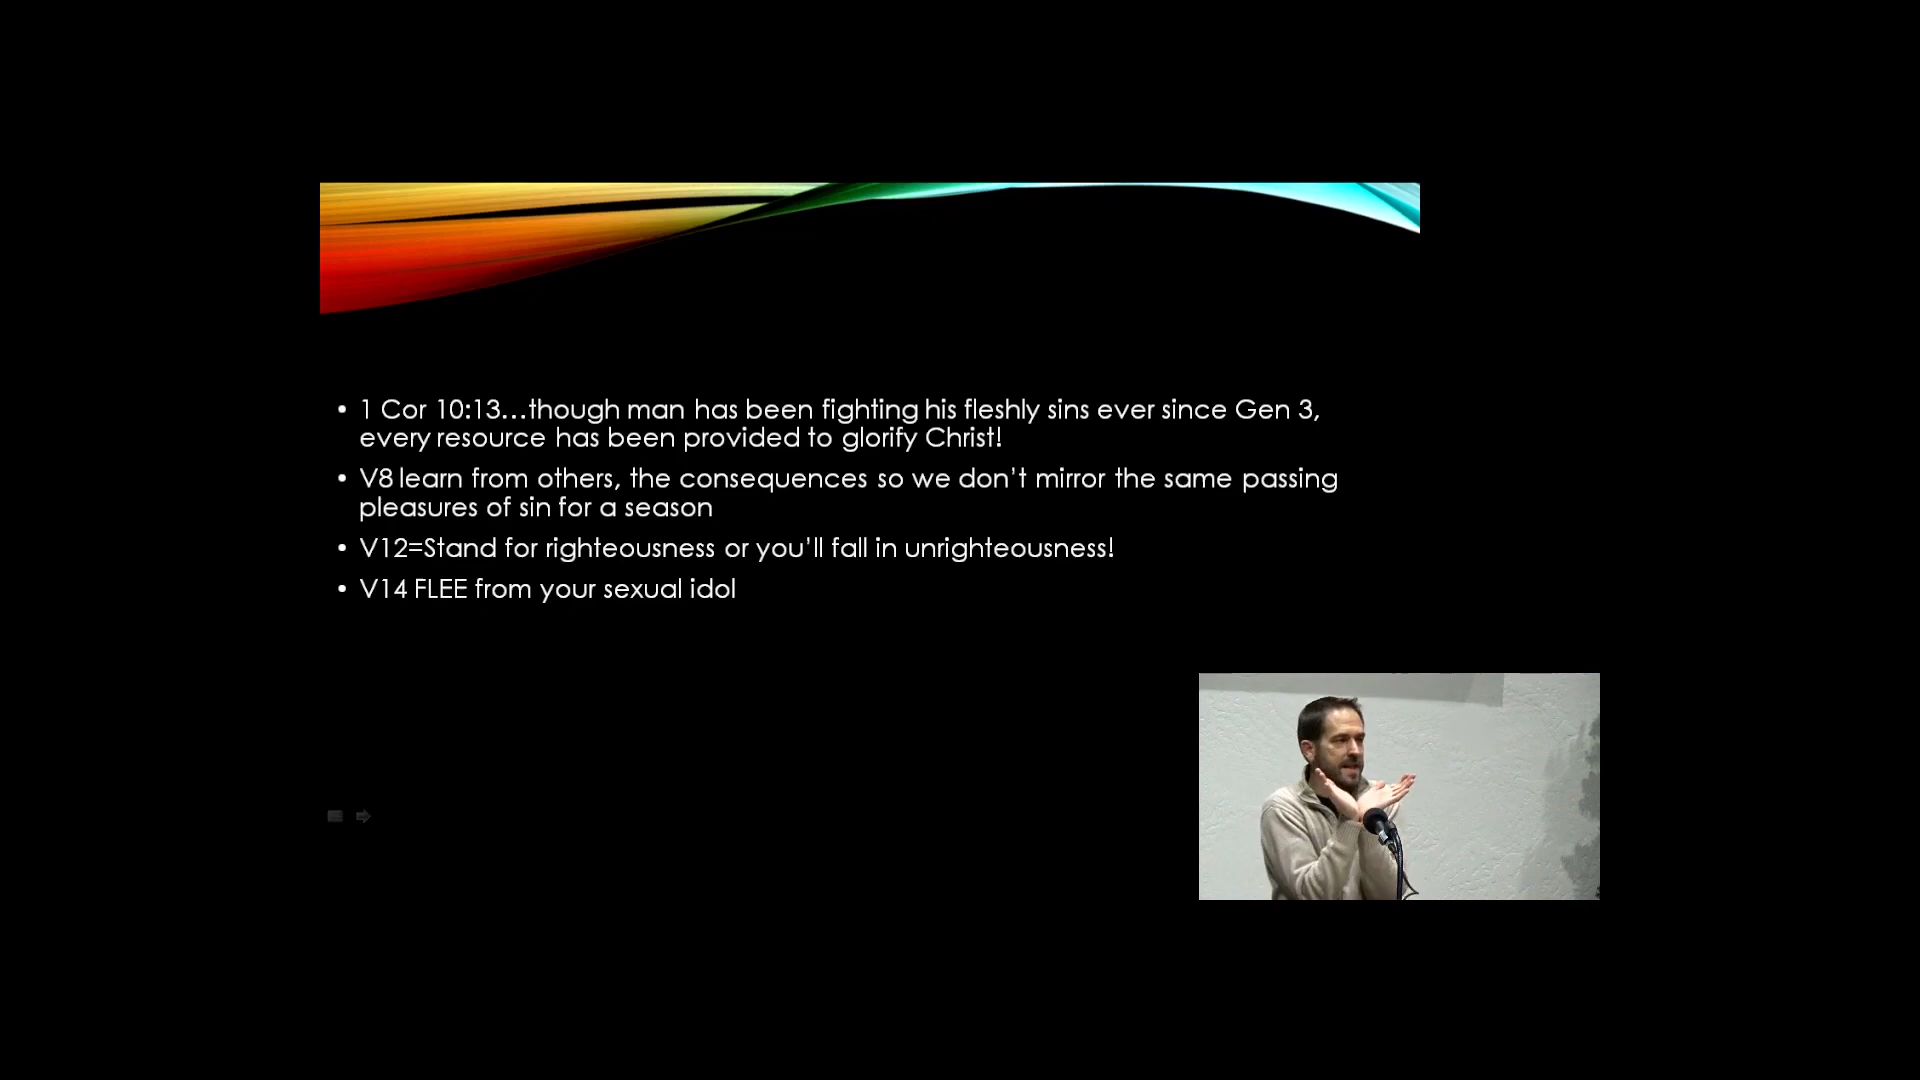 • 1 Cor 10:13…though man has been fighting his fleshly sins ever since Gen 3,
every resource has been provided to glorify Christ!
• V8 learn from others, the consequences so we don’t mirror the same passing
pleasures of sin for a season
• V12=Stand for righteousness or you’ll fall in unrighteousness!
• V14 FLEE from your sexual idol